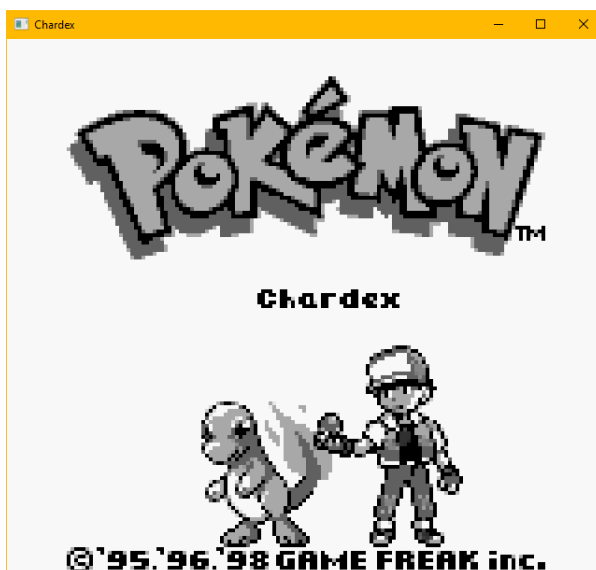 Chardex
POKéMON
TM
Chardex
©'95.'96.'98 GAME FREAK inc.